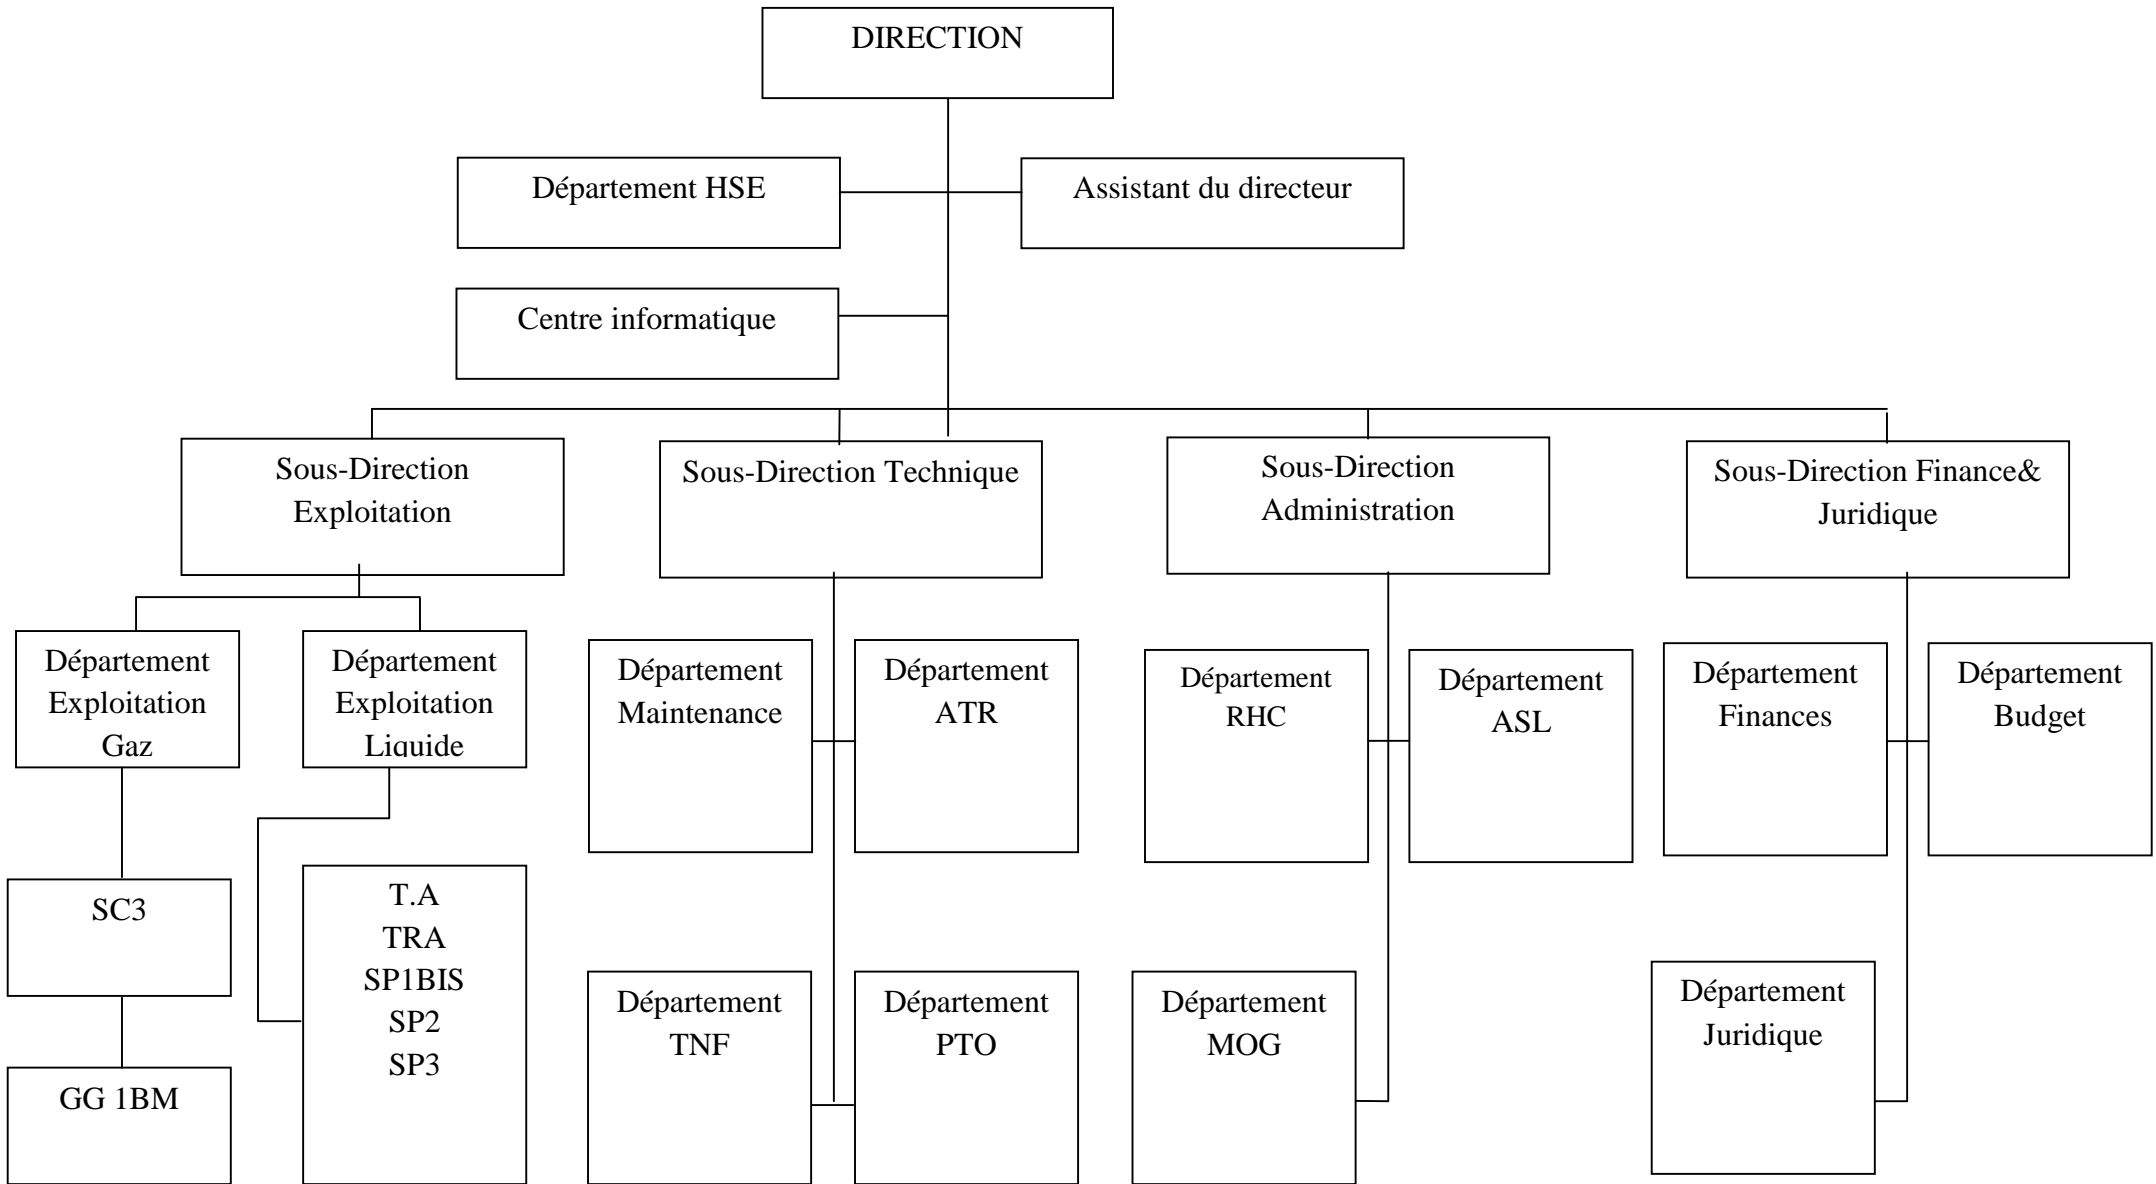 DIRECTION
Département HSE
Assistant du directeur
Centre informatique
Sous-Direction
Exploitation
Sous-Direction Technique
Sous-Direction
Administration
Sous-Direction Finance&
Juridique
Département
Exploitation
Gaz
Département
Exploitation
Liquide
Département
Maintenance
Département
ATR
Département
RHC
Département
ASL
Département
Finances
Département
Budget
SC3
T.A
TRA
SP1BIS
SP2
SP3
GG 1BM
Département
TNF
Département
PTO
Département
MOG
Département
Juridique